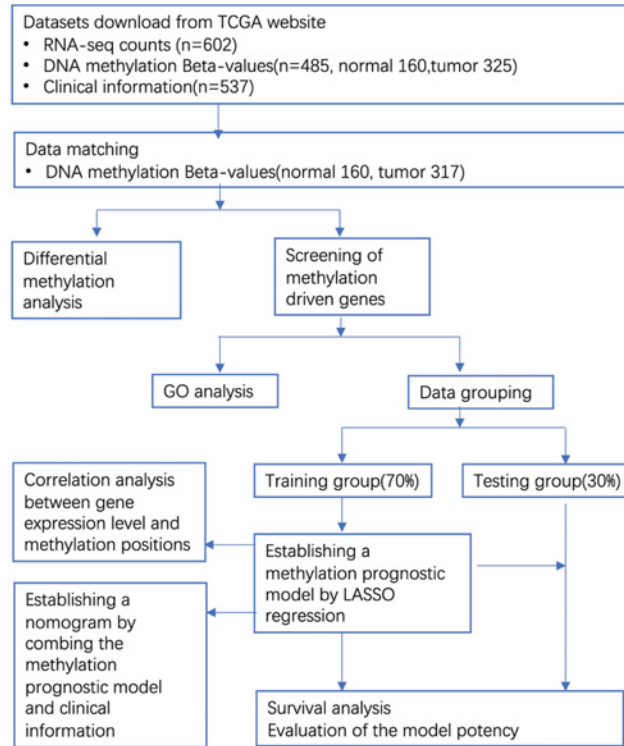 Datasets download from TCGA website
• RNA-seq counts (n=602)
• DNA methylation Beta-values(n=485, normal 160,tumor 325)
• Clinical information(n=537)
Data matching
• DNA methylation Beta-values(normal 160, tumor 317)
Differential
methylation
analysis
Screening of
methylation
driven genes
GO analysis
Data grouping
Training group(70%)
Testing group(30%)
Correlation analysis
between gene
expression level and
methylation positions
Establishing a
methylation prognostic
model by LASSO
regression
Establishing a
nomogram by
combing the
methylation
prognostic model
and clinical
information
Survival analysis
Evaluation of the model potency